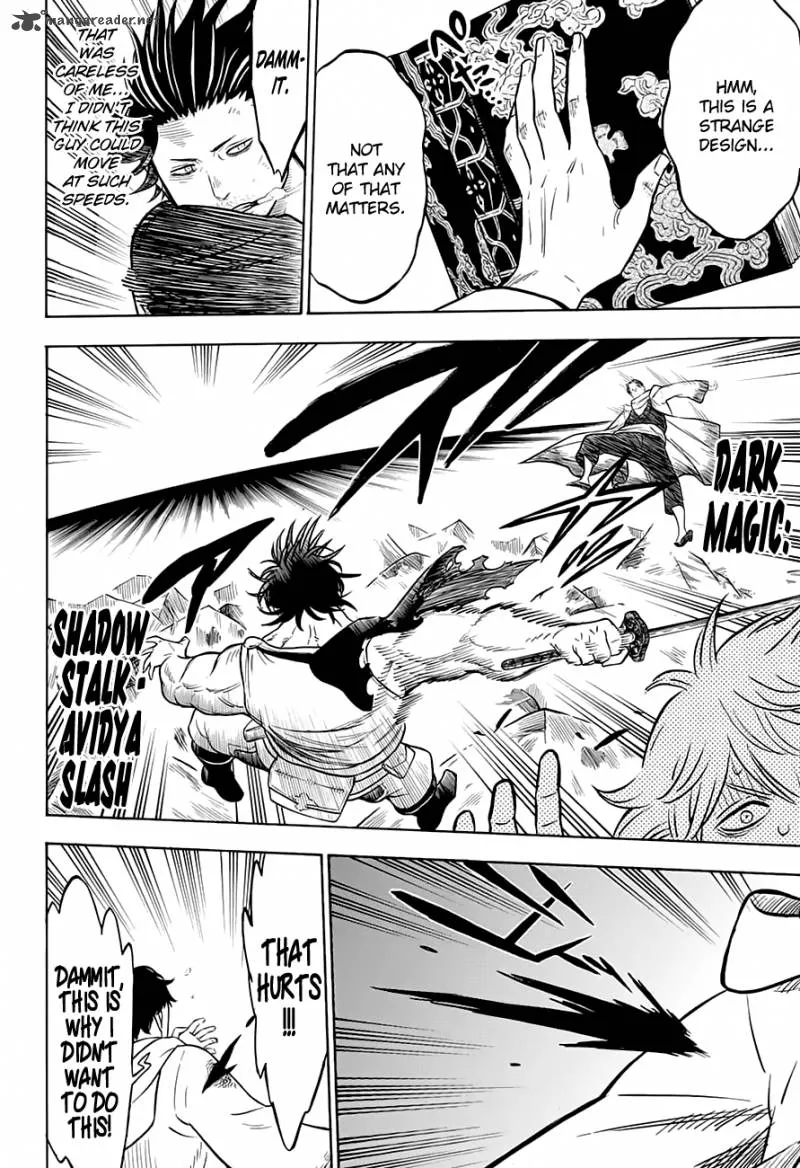 mangareader.net
HMM,
THIS IS A
STRANGE
DESIGN...
NOT
THAT ANY
OF THAT
MATTERS.
ペた…
DAMM-
IT.
THAT
WAS
CARELESS
OF ME...
I DIDN'T
THINK THIS
GUY COULD
MOVE
AT SUCH
SPEEDS.
DARK
MAGIC:
SHADOW
STALK -
AVIDYA
SLASH
!!!
THAT
HURTS
!!!
DAMMIT,
THIS IS
WHY I
DIDN'T
WANT
TO DO
THIS!